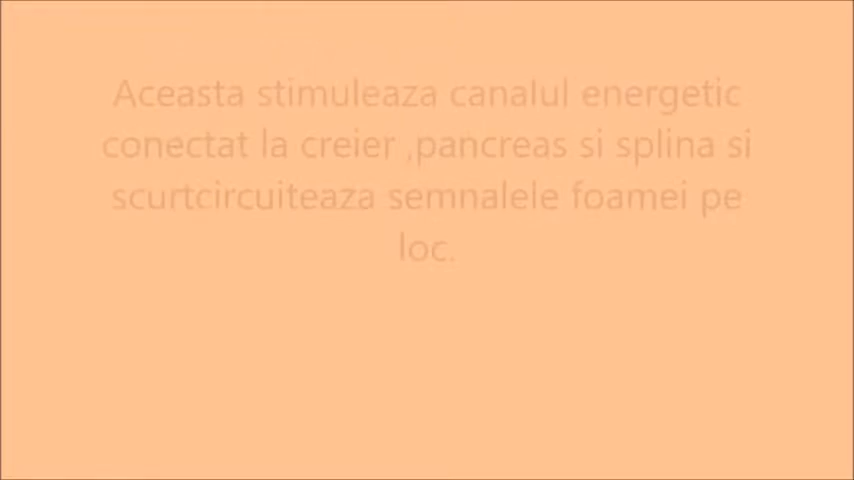 Aceasta stimuleaza canalul energetic
conectat la creier ,pancreas si splina si
scurtcircuiteaza semnalele foamei pe
loc.